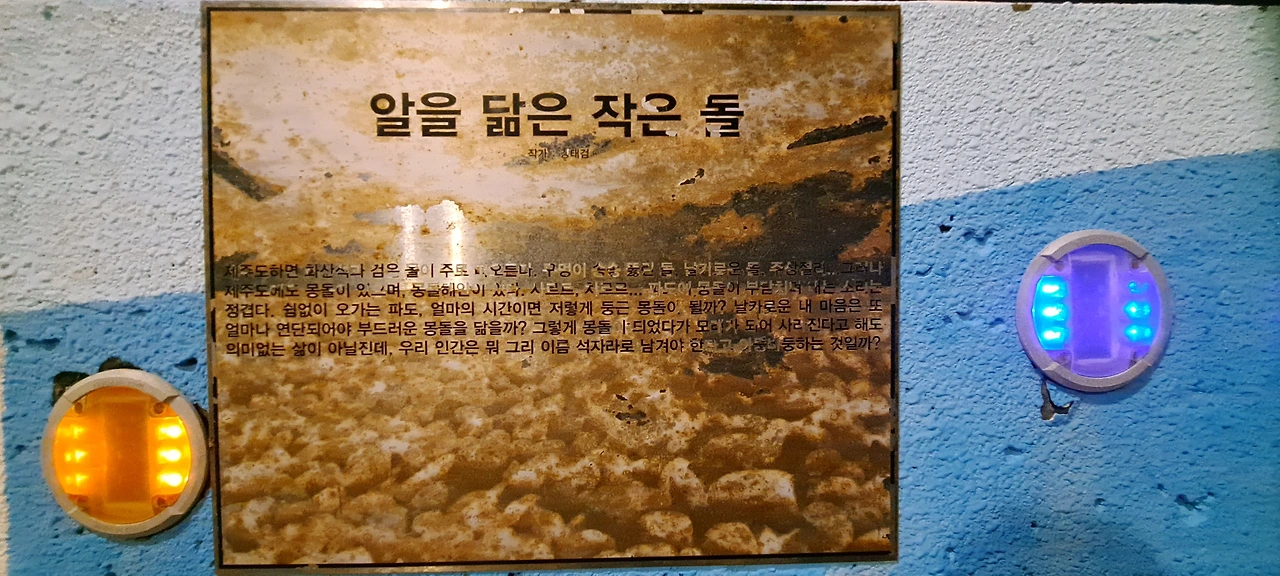 알을 닮은 작은 돌
작가
제주도하면 화산석과 검은 돌이 주로 떠오른다. 구멍이 숭숭 뚫린 돌, 날카로운 돌, 주상절리... 그러나
제주도에도 몽돌이 있으며, 몽돌해안이 있다. 파도에 몽돌이 부딪쳐 내는 소리는
정겹다. 쉼없이 오가는 파도, 얼마의 시간이면 저렇게 둥근 몽돌이 될까? 날카로운 내 마음은 또
얼마나 연단되어야 부드러운 몽돌을 닮을까? 그렇게 몽돌이 되었다가 모래가 되어 사라진다고 해도
의미없는 삶이 아닐진데, 우리 인간은 뭐 그리 이름 석자라로 남겨야 한다고 아등바등하는 것일까?